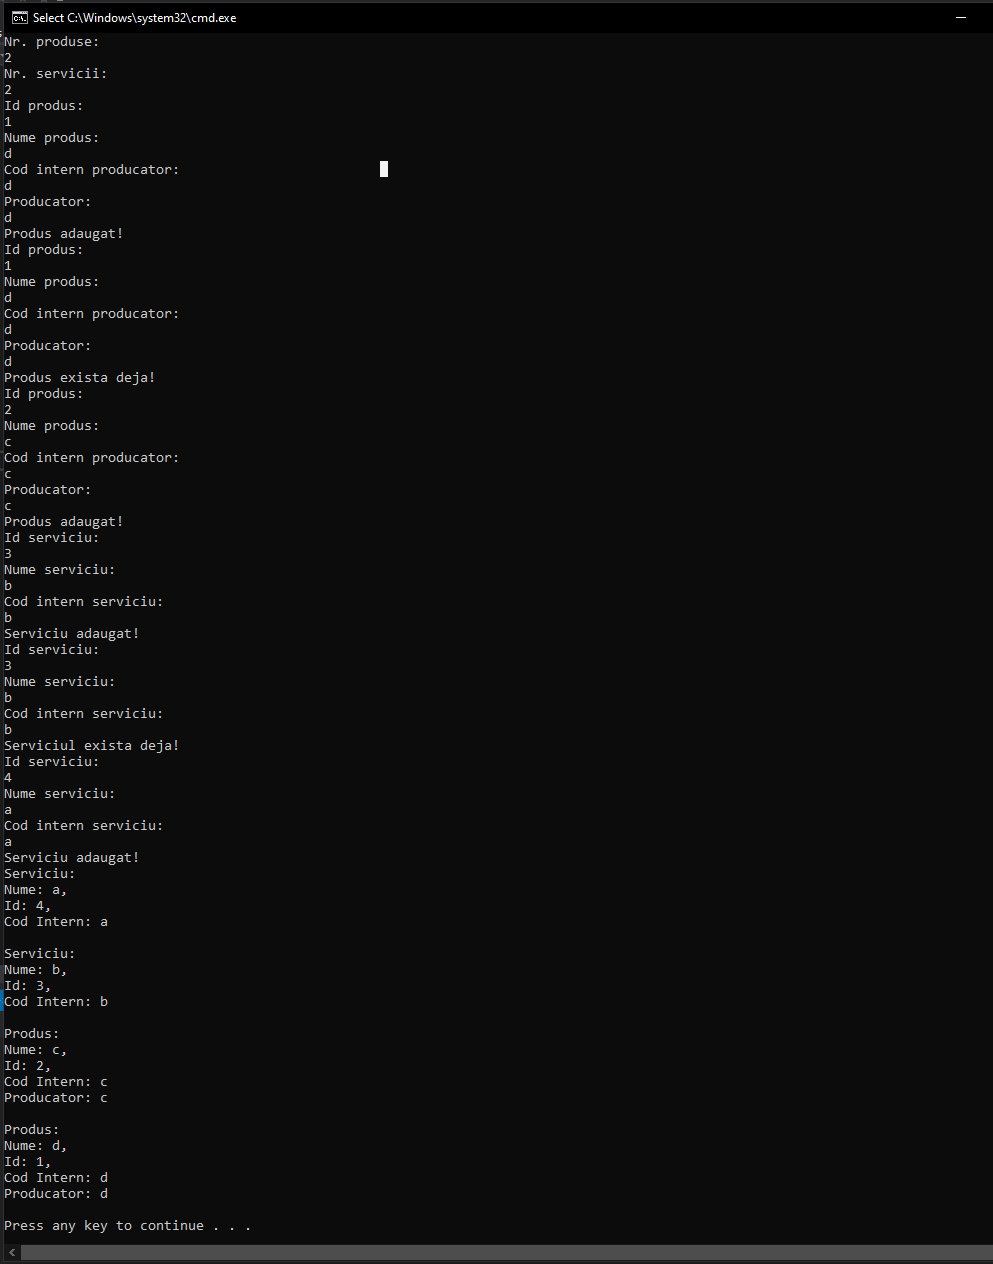 Select C:\Windows\system32\cmd.exe
Nr. produse:
2
Nr. servicii:
2
Id produs:
1
Nume produs:
d
Cod intern producator:
d
Producator:
d
Produs adaugat!
Id produs:
1
Nume produs:
d
Cod intern producator:
d
Producator:
d
Produs exista deja!
Id produs:
2
Nume produs:
c
Cod intern producator:
c
Producator:
c
Produs adaugat!
Id serviciu:
3
Nume serviciu:
b
Cod intern serviciu:
b
Serviciu adaugat!
Id serviciu:
3
Nume serviciu:
b
Cod intern serviciu:
b
Serviciul exista deja!
Id serviciu:
4
Nume serviciu:
a
Cod intern serviciu:
a
Serviciu adaugat!
Serviciu:
Nume: a,
Id: 4,
Cod Intern: a
Serviciu:
Nume: b,
Id: 3,
Cod Intern: b
Produs:
Nume: c,
Id: 2,
Cod Intern: c
Producator: c
Produs:
Nume: d,
Id: 1,
Cod Intern: d
Producator: d
Press any key to continue . . .